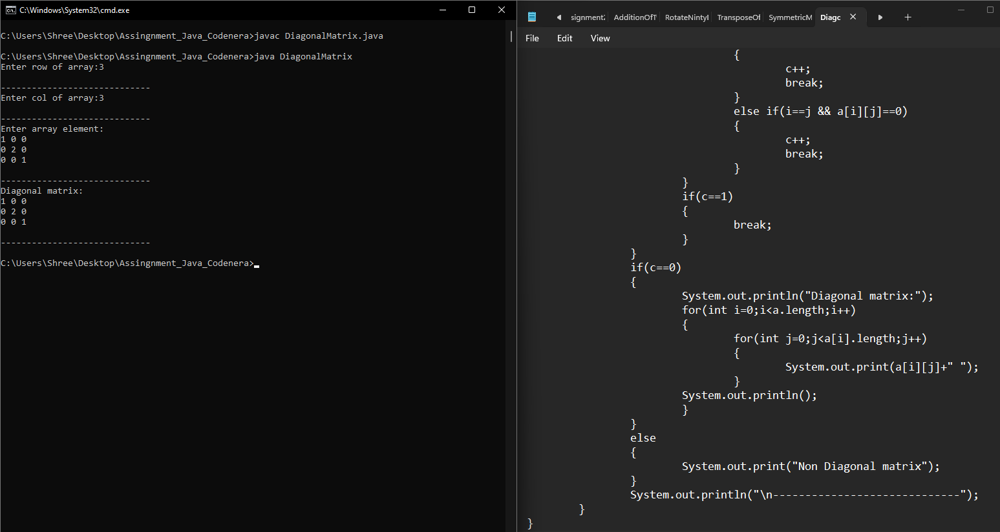 C:\Windows\System32\cmd.exe
C:\Users\Shree\Desktop\Assingnment_Java_Codenera>javac DiagonalMatrix.java
C:\Users\Shree\Desktop\Assingnment_Java_Codenera>java DiagonalMatrix
Enter row of array:3
-----------------------------
Enter col of array:3
-----------------------------
Enter array element:
1 0 0
0 2 0
0 0 1
-----------------------------
Diagonal matrix:
1 0 0
0 2 0
0 0 1
-----------------------------
C:\Users\Shree\Desktop\Assingnment_Java_Codenera>
signment2 AdditionOfT RotateNintyI TransposeOf SymmetricM Diagc
File Edit View
{
c++;
break;
}
else if(i==j && a[i][j]==0)
{
c++;
break;
}
}
if(c==1)
{
break;
}
}
if(c==0)
{
System.out.println("Diagonal matrix:");
for(int i=0;i<a.length;i++)
{
for(int j=0;j<a[i].length;j++)
{
System.out.print(a[i][j]+" ");
}
System.out.println();
}
}
else
{
System.out.print("Non Diagonal matrix");
}
System.out.println("\n-----------------------------");
}
}